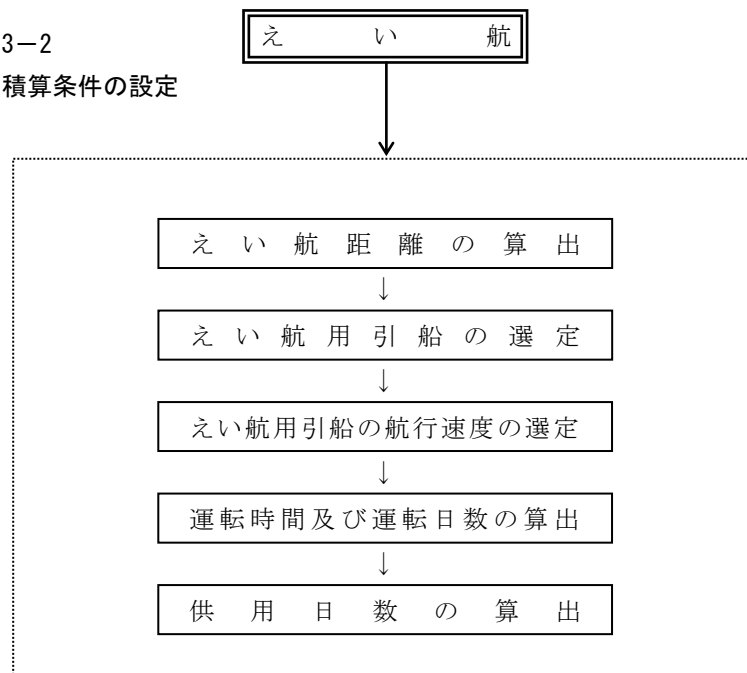 3－2
積算条件の設定
えい航
↓
えい航距離の算出
↓
えい航用引船の選定
↓
えい航用引船の航行速度の選定
↓
運転時間及び運転日数の算出
↓
供用日数の算出